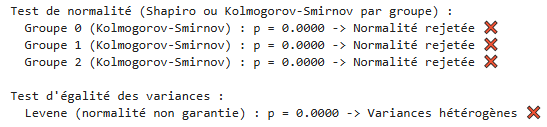 Test de normalité (Shapiro ou Kolmogorov-Smirnov par groupe) :
Groupe 0 (Kolmogorov-Smirnov) : p = 0.0000 -> Normalité rejetée ❌
Groupe 1 (Kolmogorov-Smirnov) : p = 0.0000 -> Normalité rejetée ❌
Groupe 2 (Kolmogorov-Smirnov) : p = 0.0000 -> Normalité rejetée ❌
Test d'égalité des variances :
Levene (normalité non garantie) : p = 0.0000 -> Variances hétérogènes ❌